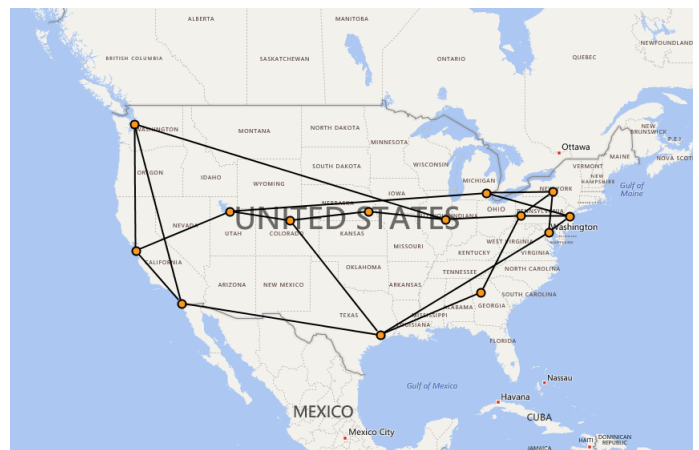 ALBERTA
MANITOBA
NEWFOUNDLAND
BRITISH COLUMBIA
SASKATCHEWAN
ONTARIO
QUEBEC
WASHINGTON
MONTANA
NORTH DAKOTA
MINNESOTA
Ottawa
NEW
BRUNSWICK
P.E.I
MAINE
NOVA SCOT
OREGON
IDAHO
SOUTH DAKOTA
WISCONSIN
VERMONT
NEW
HAMPSHIRE
WYOMING
MICHIGAN
Gulf of
Maine
IOWA
NEBRASKA
OHIO
PENNSYLVANIA
UNITED STATES
INDIANA
NEVADA
UTAH
COLORADO
KANSAS
Washington
MISSOURI
WEST VIRGINIA
VIRGINIA
CALIFORNIA
KENTUCKY
OKLAHOMA
TENNESSEE
NORTH CAROLINA
ARIZONA
NEW MEXICO
ARKANSAS
SOUTH CAROLINA
ALABAMA
GEORGIA
TEXAS
MISSISSIPPI
LOUISIANA
FLORIDA
Gulf of Mexico
Nassau
Havana
MEXICO
CUBA
Mexico City
HAITI
DOMINICAN
REPUBLIC
JAMAICA